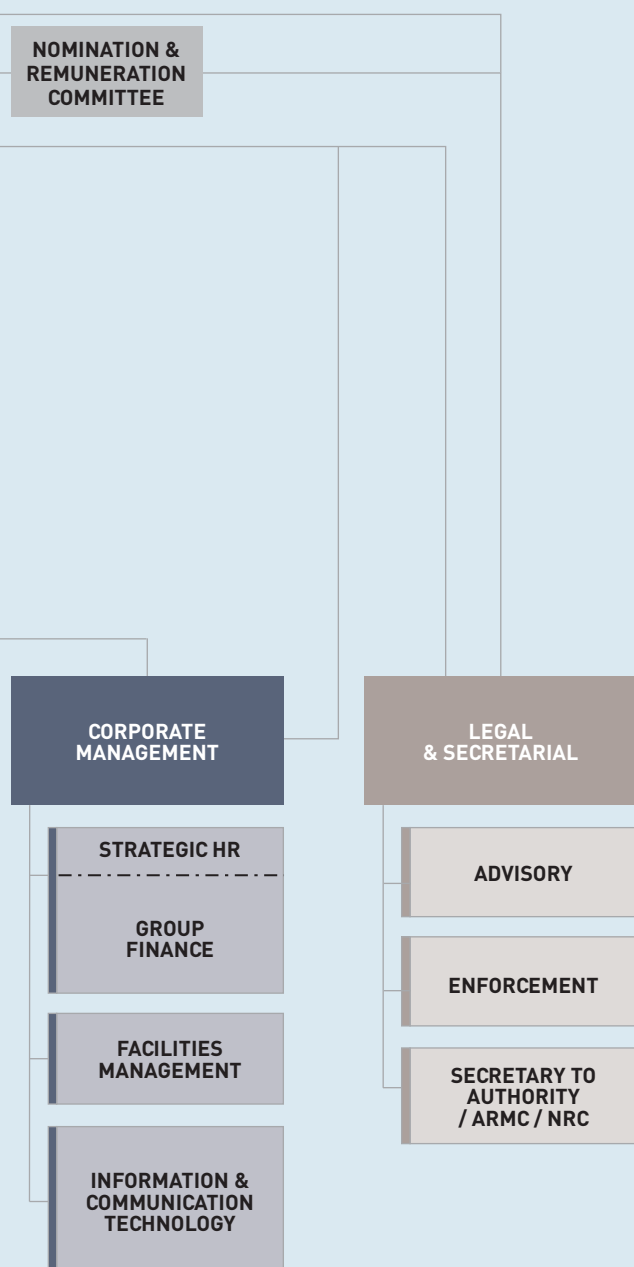 NOMINATION &
REMUNERATION
COMMITTEE
CORPORATE
MANAGEMENT
STRATEGIC HR
GROUP
FINANCE
FACILITIES
MANAGEMENT
INFORMATION &
COMMUNICATION
TECHNOLOGY
LEGAL
& SECRETARIAL
ADVISORY
ENFORCEMENT
SECRETARY TO
AUTHORITY
/ ARMC / NRC